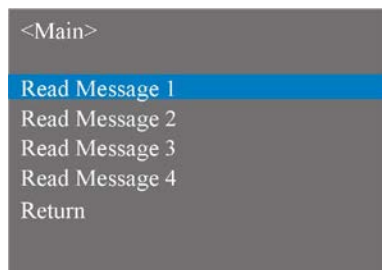 <Main>
Read Message 1
Read Message 2
Read Message 3
Read Message 4
Return